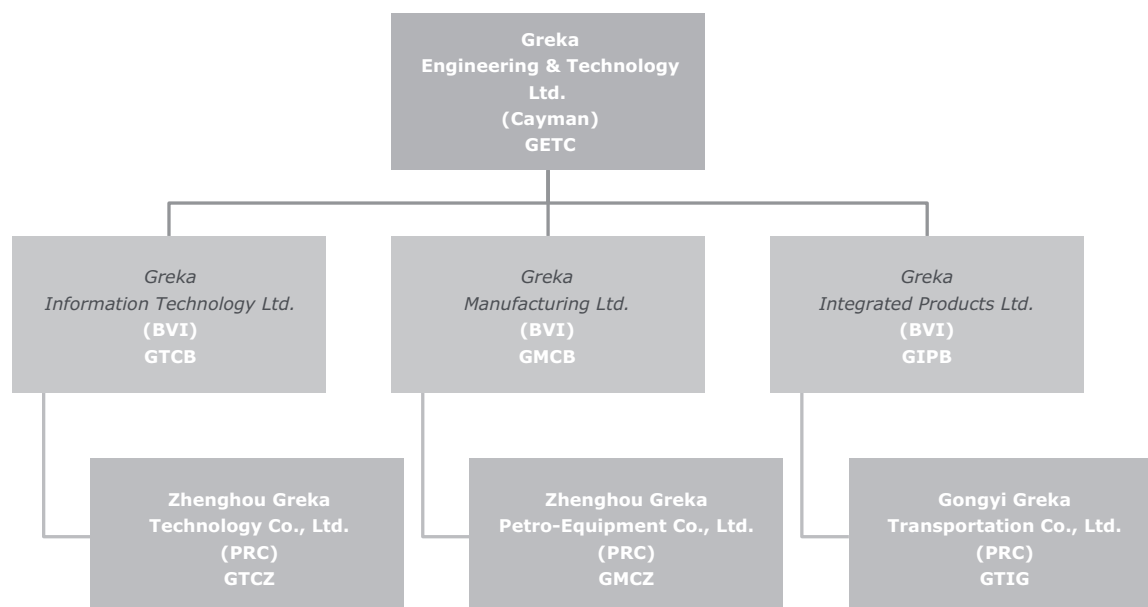 Greka
Engineering & Technology
Ltd.
(Cayman)
GETC
Greka
Information Technology Ltd.
(BVI)
GTCB
Greka
Manufacturing Ltd.
(BVI)
GMCB
Greka
Integrated Products Ltd.
(BVI)
GIPB
Zhenghou Greka
Technology Co., Ltd.
(PRC)
GTCZ
Zhenghou Greka
Petro-Equipment Co., Ltd.
(PRC)
GMCZ
Gongyi Greka
Transportation Co., Ltd.
(PRC)
GTIG